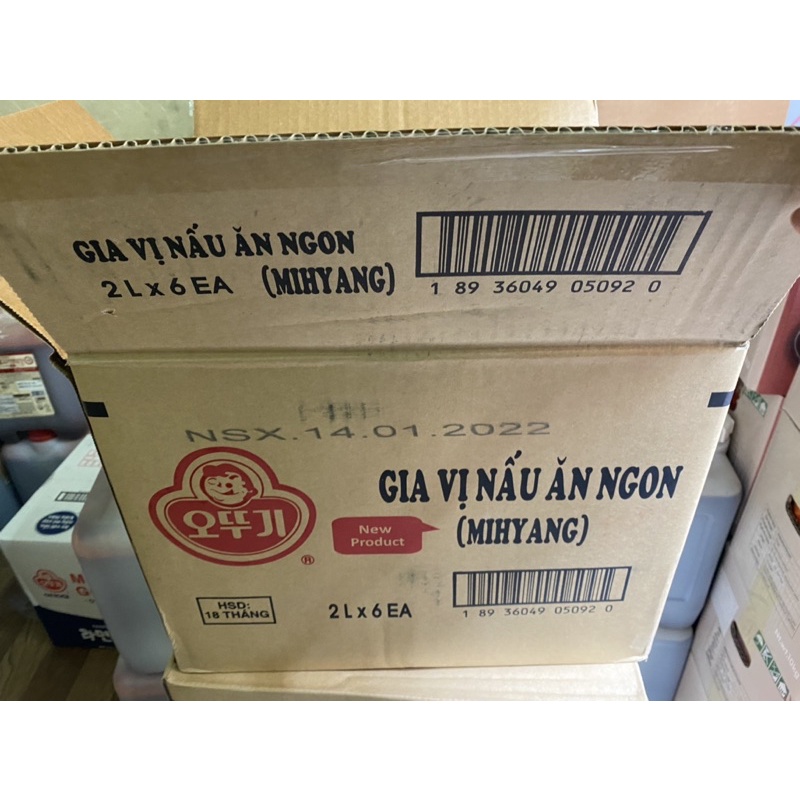 GIA VỊ NẤU ĂN NGON
2L x 6 EA (MIHYANG)
1 89 36049 05092 0
NSX.14.01.2022
오뚜기
®
New
Product
GIA VỊ NẤU ĂN NGON
(MIHYANG)
HSD:
18 THÁNG
2L x 6 EA
1 89 36049 05092 0